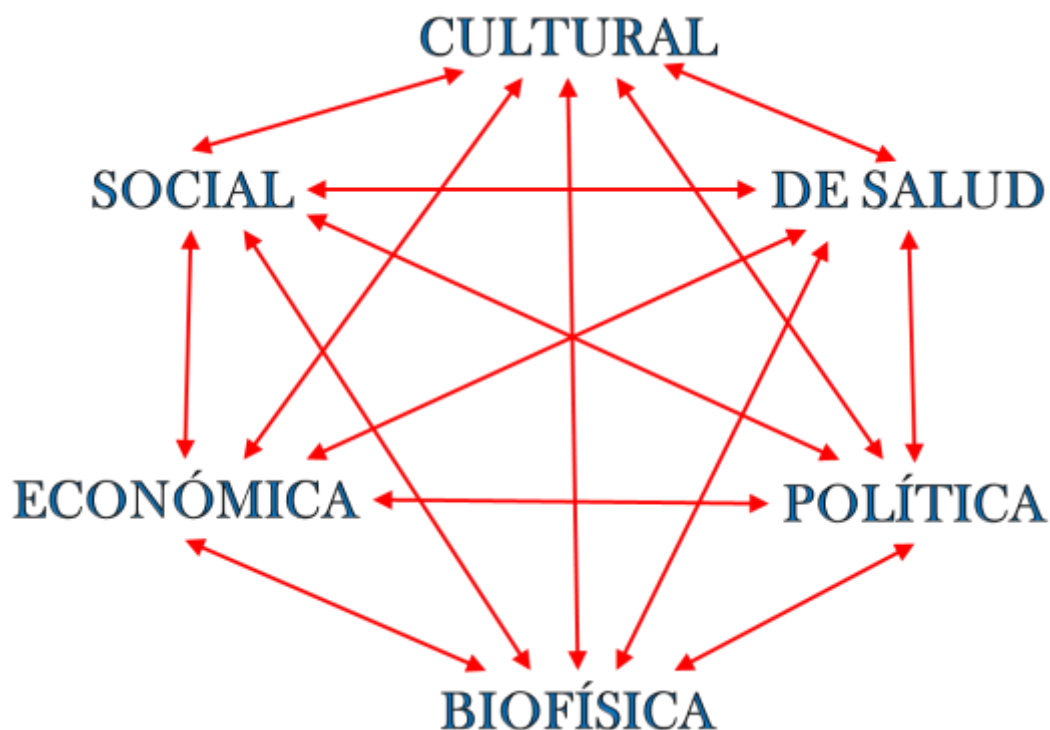 CULTURAL
SOCIAL
DE SALUD
ECONÓMICA
POLÍTICA
BIOFÍSICA